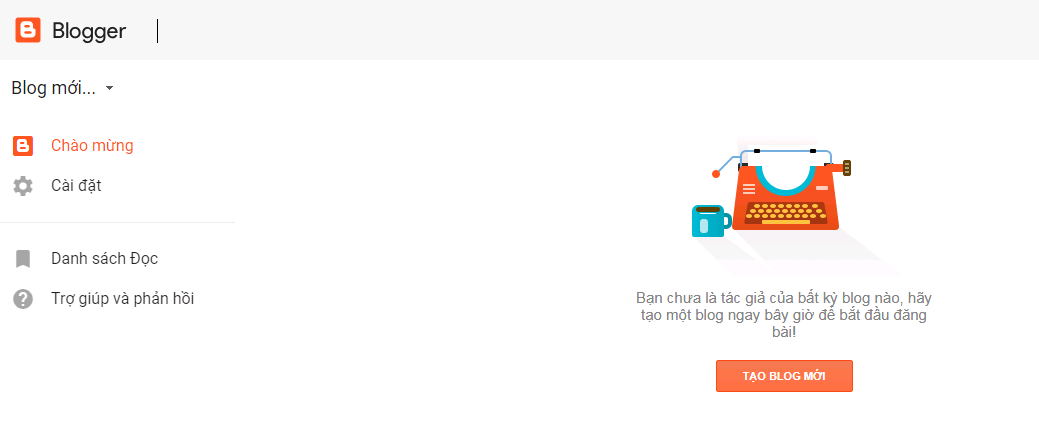 Blogger
Blog mới...
Chào mừng
Cài đặt
Danh sách Đọc
Trợ giúp và phản hồi
Bạn chưa là tác giả của bất kỳ blog nào, hãy
tạo một blog ngay bây giờ để bắt đầu đăng
bài!
TẠO BLOG MỚI